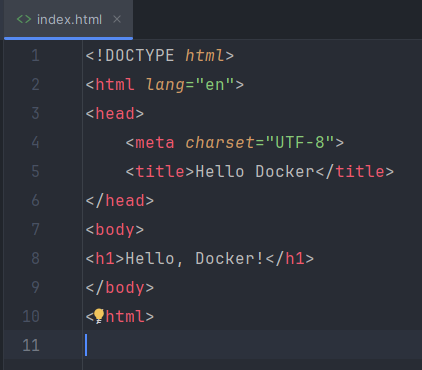 <> index.html ×
1 <!DOCTYPE html>
2 <html lang="en">
3 <head>
4     <meta charset="UTF-8">
5     <title>Hello Docker</title>
6 </head>
7 <body>
8 <h1>Hello, Docker!</h1>
9 </body>
10 < html>
11